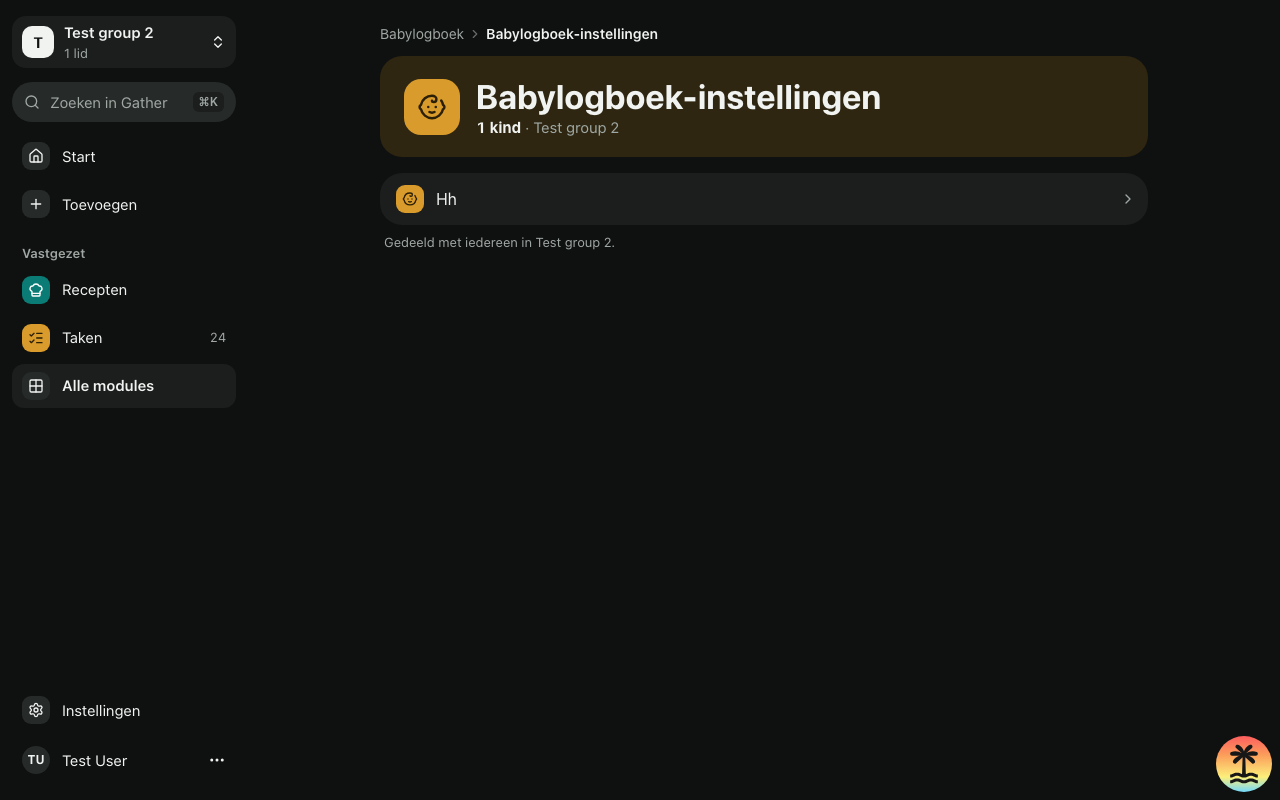 T
Test group 2
1 lid
Zoeken in Gather ⌘K
Start
Toevoegen
Vastgezet
Recepten
Taken 24
Alle modules
Instellingen
TU Test User
Babylogboek > Babylogboek-instellingen
Babylogboek-instellingen
1 kind · Test group 2
Hh
Gedeeld met iedereen in Test group 2.